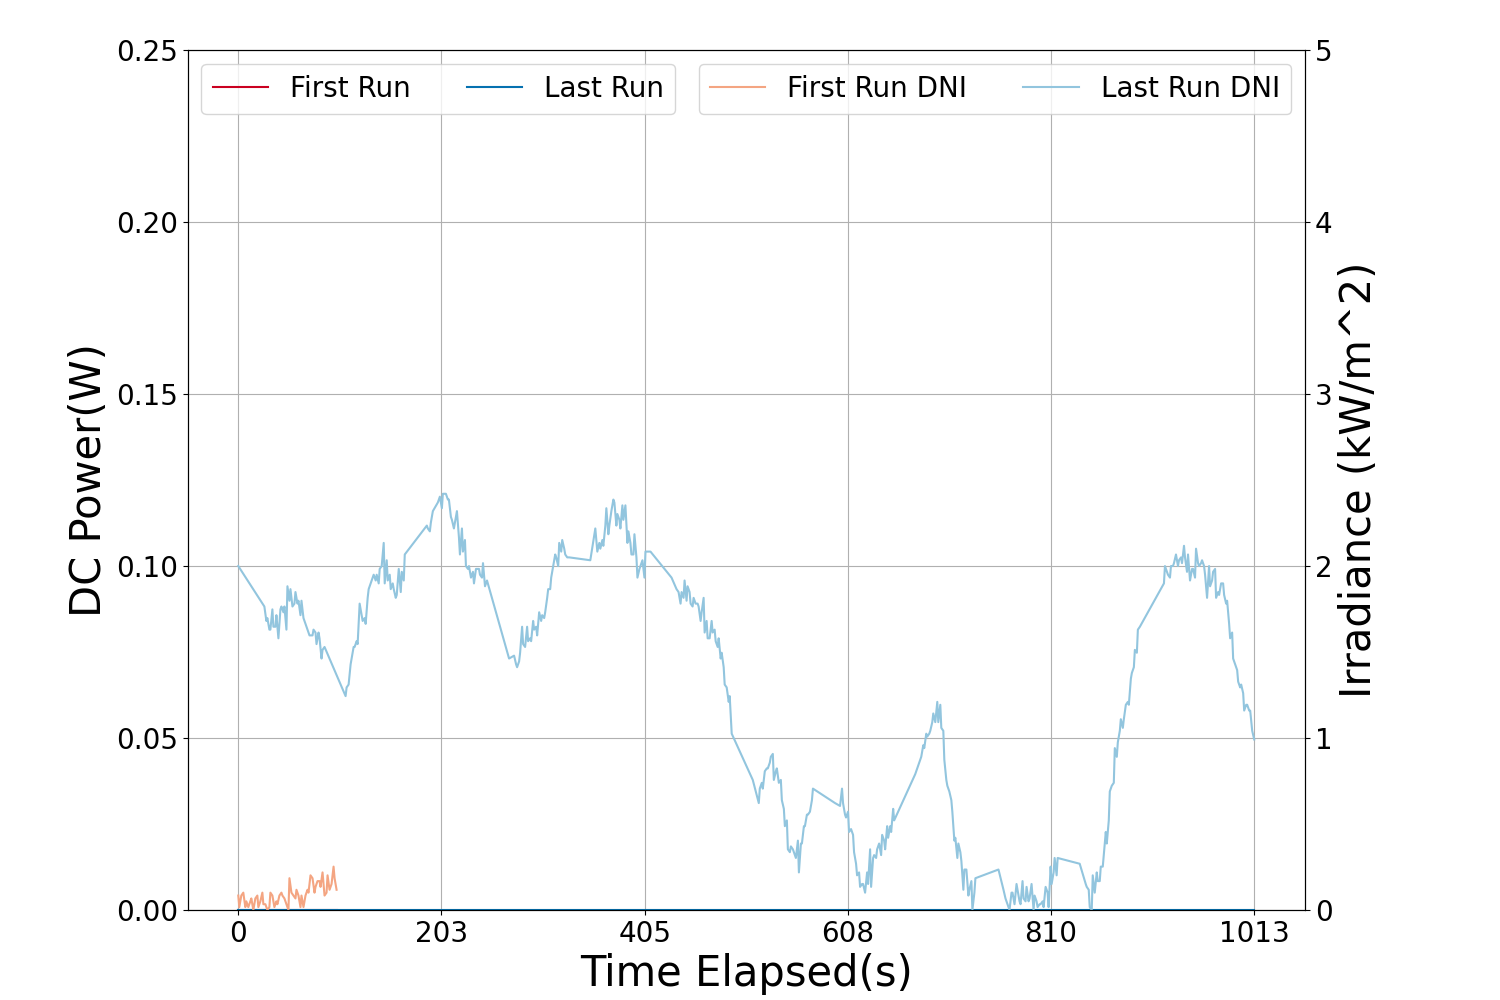 First Run
Last Run
First Run DNI
Last Run DNI
0.25
0.20
0.15
0.10
0.05
0.00
DC Power(W)
5
4
3
2
1
0
Irradiance (kW/m^2)
0
203
405
608
810
1013
Time Elapsed(s)